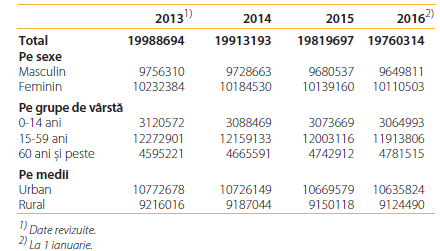 2013¹⁾ 2014 2015 2016²⁾
Total 19988694 19913193 19819697 19760314
Pe sexe
Masculin 9756310 9728663 9680537 9649811
Feminin 10232384 10184530 10139160 10110503
Pe grupe de vârstă
0-14 ani 3120572 3088469 3073669 3064993
15-59 ani 12272901 12159133 12003116 11913806
60 ani şi peste 4595221 4665591 4742912 4781515
Pe medii
Urban 10772678 10726149 10669579 10635824
Rural 9216016 9187044 9150118 9124490
¹⁾ Date revizuite.
²⁾ La 1 ianuarie.